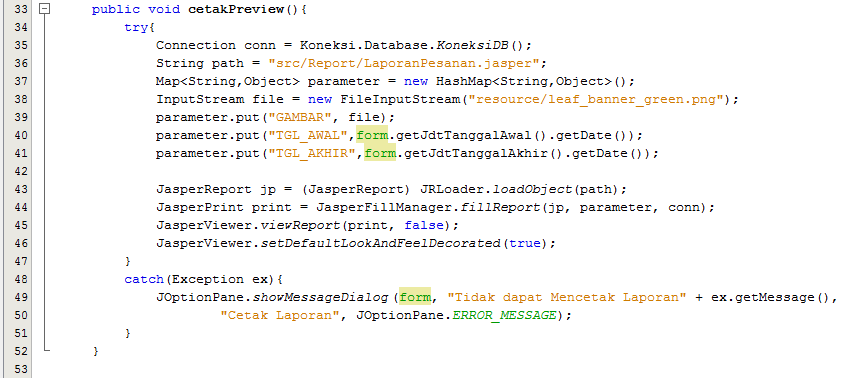 33 public void cetakPreview(){
34 try{
35 Connection conn = Koneksi.Database.KoneksiDB();
36 String path = "src/Report/LaporanPesanan.jasper";
37 Map<String,Object> parameter = new HashMap<String,Object>();
38 InputStream file = new FileInputStream("resource/leaf_banner_green.png");
39 parameter.put("GAMBAR", file);
40 parameter.put("TGL_AWAL",form.getJdtTanggalAwal().getDate());
41 parameter.put("TGL_AKHIR",form.getJdtTanggalAkhir().getDate());
42
43 JasperReport jp = (JasperReport) JRLoader.loadObject(path);
44 JasperPrint print = JasperFillManager.fillReport(jp, parameter, conn);
45 JasperViewer.viewReport(print, false);
46 JasperViewer.setDefaultLookAndFeelDecorated(true);
47 }
48 catch(Exception ex){
49 JOptionPane.showMessageDialog(form, "Tidak dapat Mencetak Laporan" + ex.getMessage(),
50 "Cetak Laporan", JOptionPane.ERROR_MESSAGE);
51 }
52 }
53